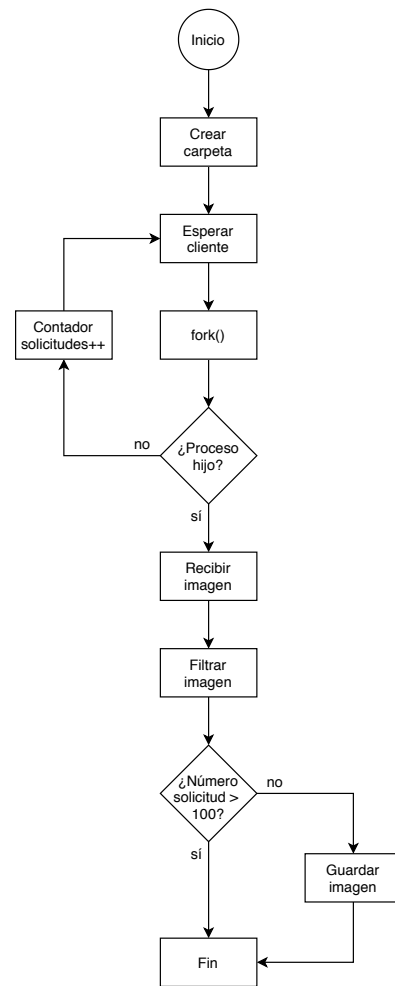 Inicio
Crear
carpeta
Esperar
cliente
Contador
solicitudes++
fork()
no
¿Proceso
hijo?
sí
Recibir
imagen
Filtrar
imagen
¿Número
solicitud >
100?
no
sí
Guardar
imagen
Fin